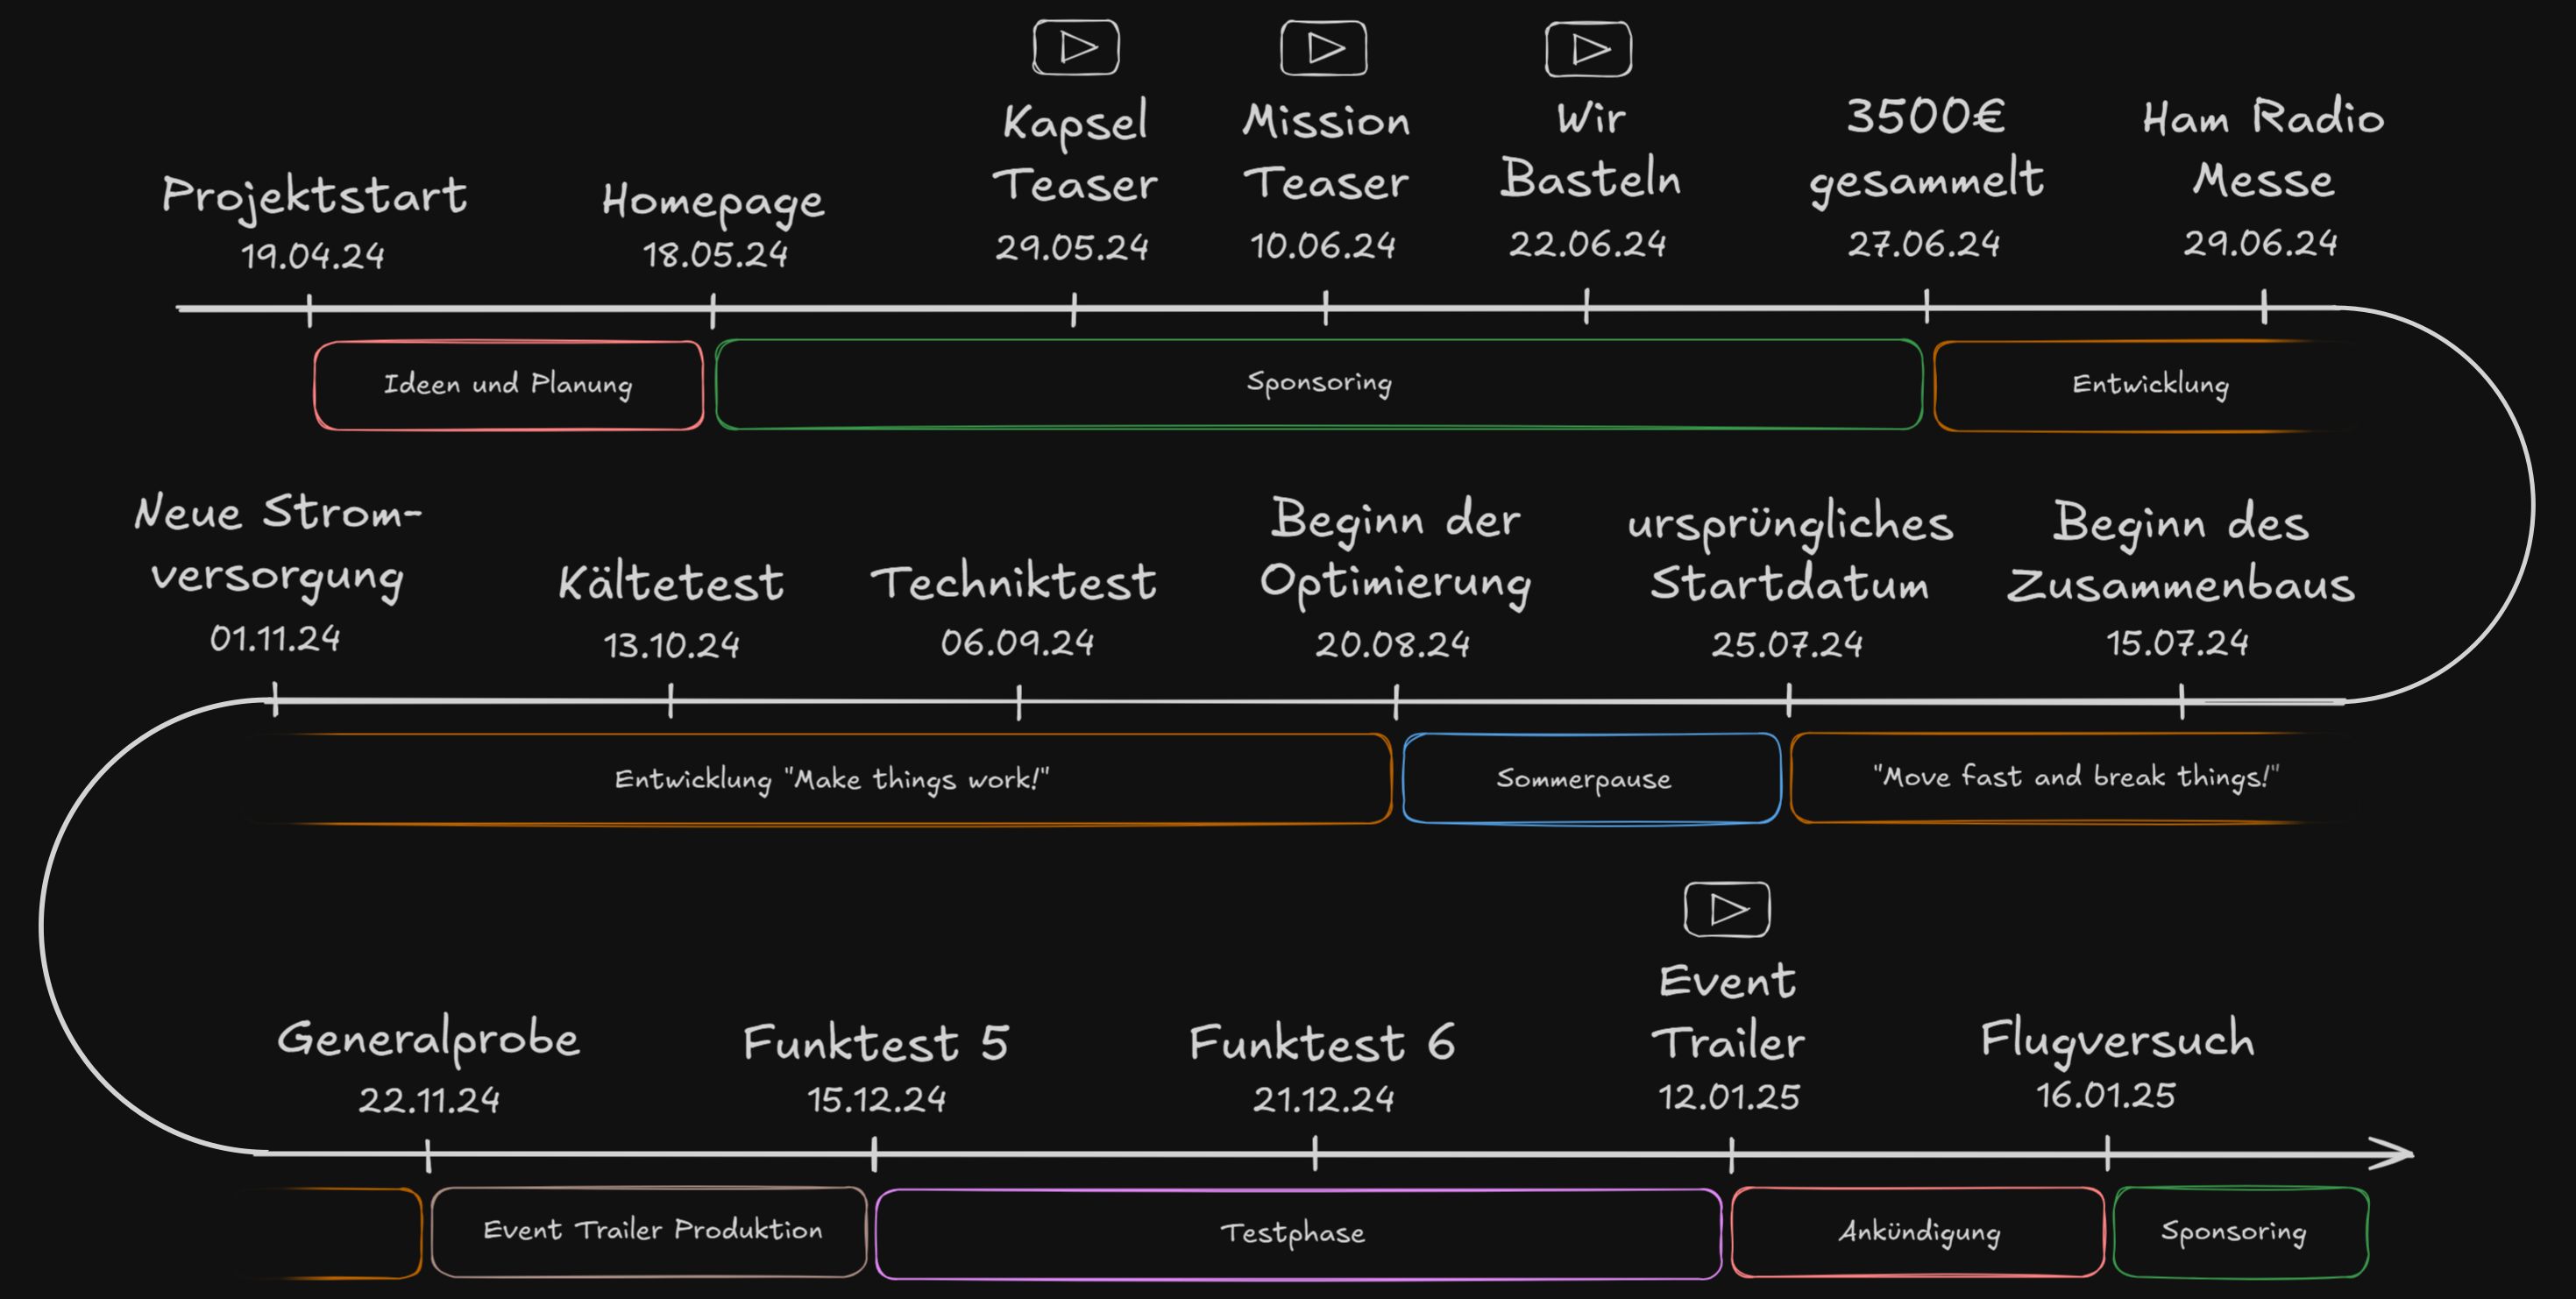 Projektstart
19.04.24
Homepage
18.05.24
Kapsel
Teaser
29.05.24
Mission
Teaser
10.06.24
Wir
Basteln
22.06.24
3500€
gesammelt
27.06.24
Ham Radio
Messe
29.06.24
Ideen und Planung
Sponsoring
Entwicklung
Neue Strom-
versorgung
01.11.24
Kältetest
13.10.24
Techniktest
06.09.24
Beginn der
Optimierung
20.08.24
ursprüngliches
Startdatum
25.07.24
Beginn des
Zusammenbaus
15.07.24
Entwicklung "Make things work!"
Sommerpause
"Move fast and break things!"
Generalprobe
22.11.24
Funktest 5
15.12.24
Funktest 6
21.12.24
Event
Trailer
12.01.25
Flugversuch
16.01.25
Event Trailer Produktion
Testphase
Ankündigung
Sponsoring